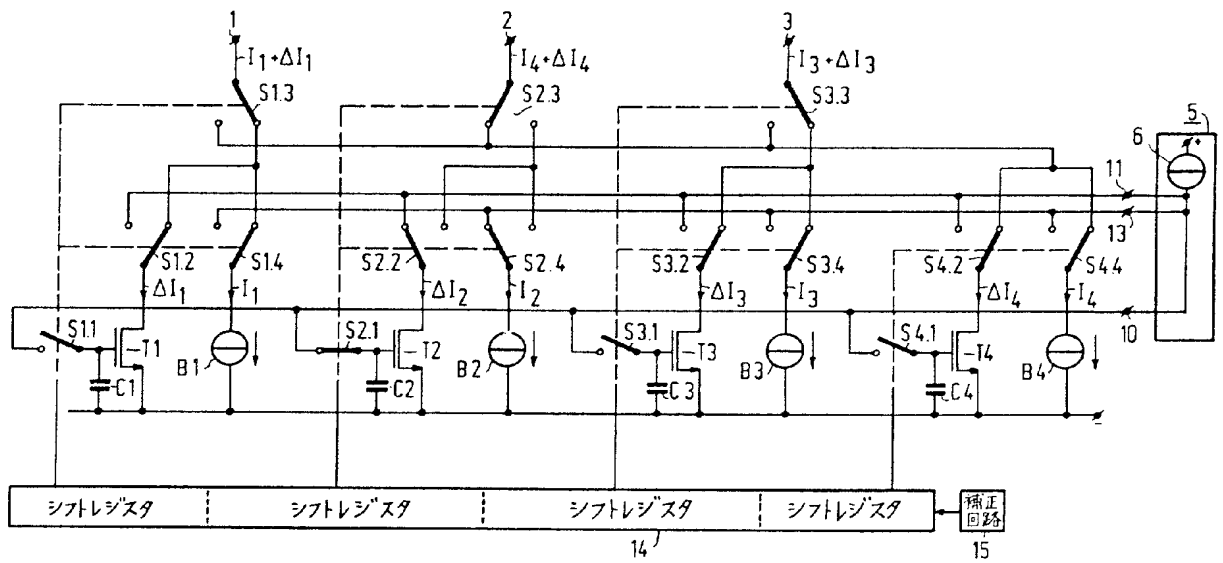 1 2 3
I1+ΔI1 I4+ΔI4 I3+ΔI3
S1.3 S2.3 S3.3
5
6
+
11
13
S1.2 S1.4 S2.2 S2.4 S3.2 S3.4 S4.2 S4.4
ΔI1 I1 ΔI2 I2 ΔI3 I3 ΔI4 I4
10
S1.1 S2.1 S3.1 S4.1
T1 B1 T2 B2 T3 B3 T4 B4
C1 C2 C3 C4
-
シフトレジスタ シフトレジスタ シフトレジスタ シフトレジスタ
補正
回路
14 15